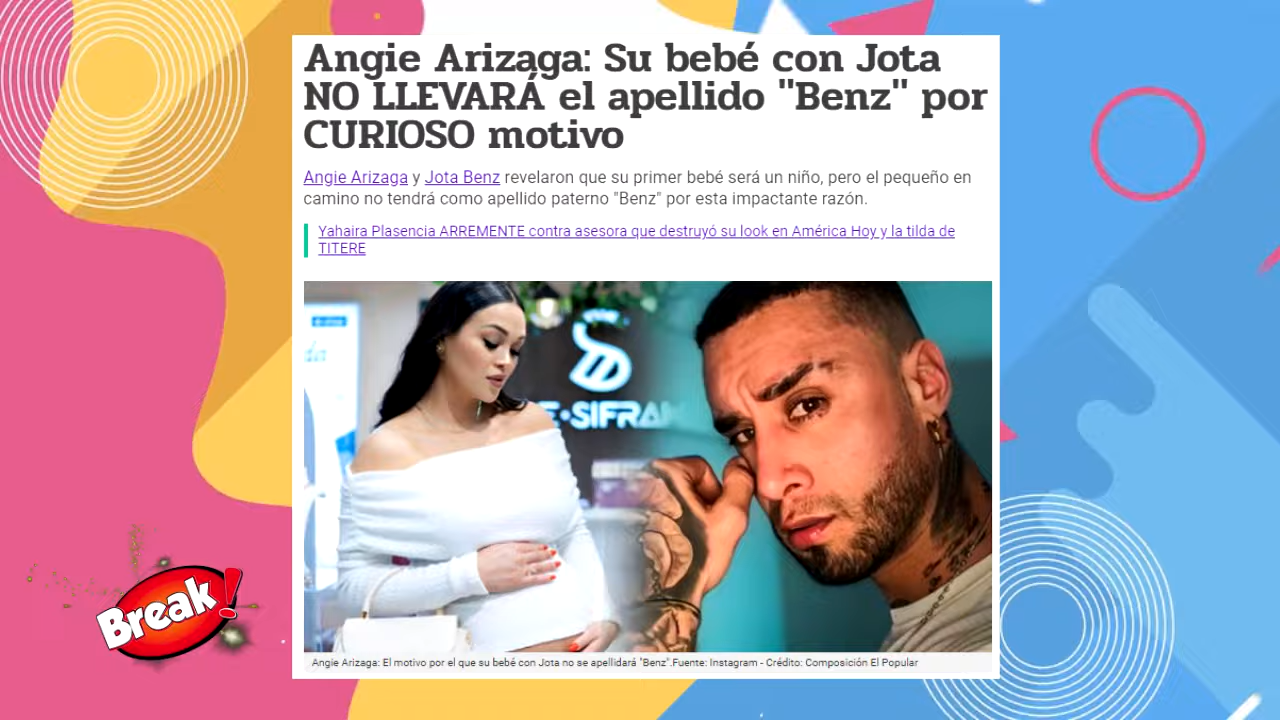 Angie Arizaga: Su bebé con Jota
NO LLEVARÁ el apellido "Benz" por
CURIOSO motivo
Angie Arizaga y Jota Benz revelaron que su primer bebé será un niño, pero el pequeño en
camino no tendrá como apellido paterno "Benz" por esta impactante razón.
Yahaira Plasencia ARREMENTE contra asesora que destruyó su look en América Hoy y la tilda de
TITERE
E·SIFRA
Angie Arizaga: El motivo por el que su bebé con Jota no se apellidará "Benz".Fuente: Instagram - Crédito: Composición El Popular
Break!